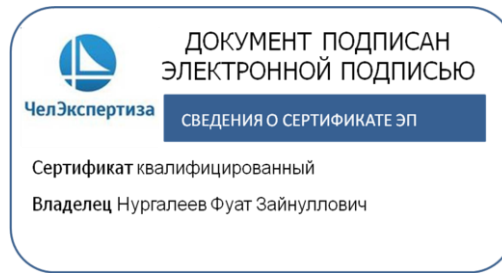 ДОКУМЕНТ ПОДПИСАН
ЭЛЕКТРОННОЙ ПОДПИСЬЮ
ЧелЭкспертиза
СВЕДЕНИЯ О СЕРТИФИКАТЕ ЭП
Сертификат квалифицированный
Владелец Нургалеев Фуат Зайнуллович